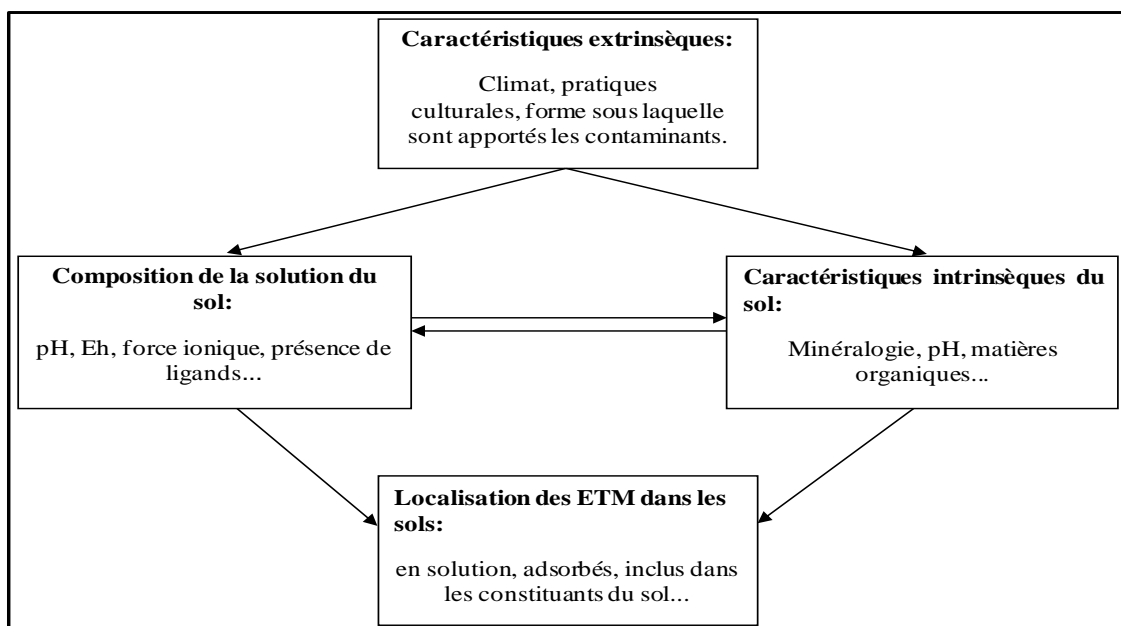 Caractéristiques extrinsèques:
Climat, pratiques
culturales, forme sous laquelle
sont apportés les contaminants.
Composition de la solution du
sol:
pH, Eh, force ionique, présence de
ligands...
Caractéristiques intrinsèques du
sol:
Minéralogie, pH, matières
organiques...
Localisation des ETM dans les
sols:
en solution, adsorbés, inclus dans
les constituants du sol...